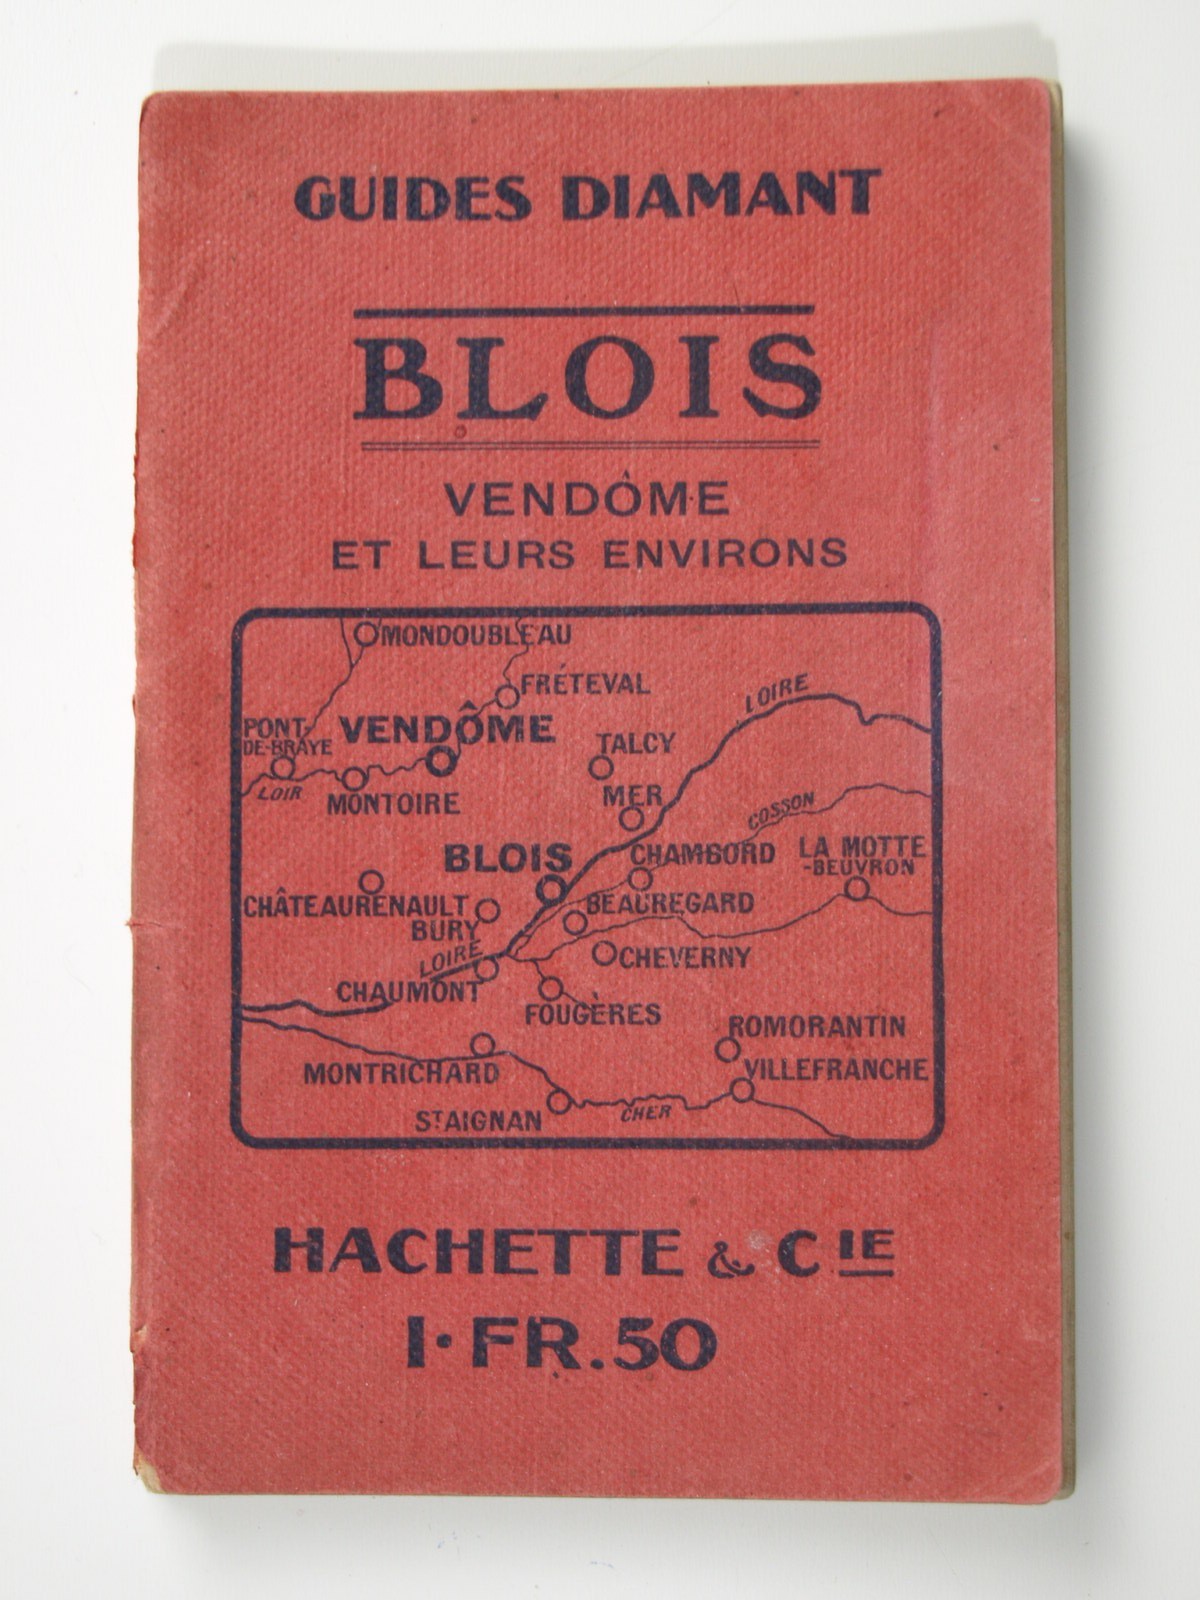 GUIDES DIAMANT
BLOIS
VENDÔME
ET LEURS ENVIRONS
MONDOUBLEAU
FRÉTEVAL
LOIRE
PONT-
DE-BRAYE
VENDÔME
TALCY
LOIR
MONTOIRE
MER
COSSON
BLOIS
CHAMBORD
LA MOTTE
-BEUVRON
CHÂTEAURENAULT
BEAUREGARD
BURY
LOIRE
CHEVERNY
CHAUMONT
FOUGÈRES
ROMORANTIN
MONTRICHARD
VILLEFRANCHE
ST AIGNAN
CHER
HACHETTE & CIE
1·FR.50